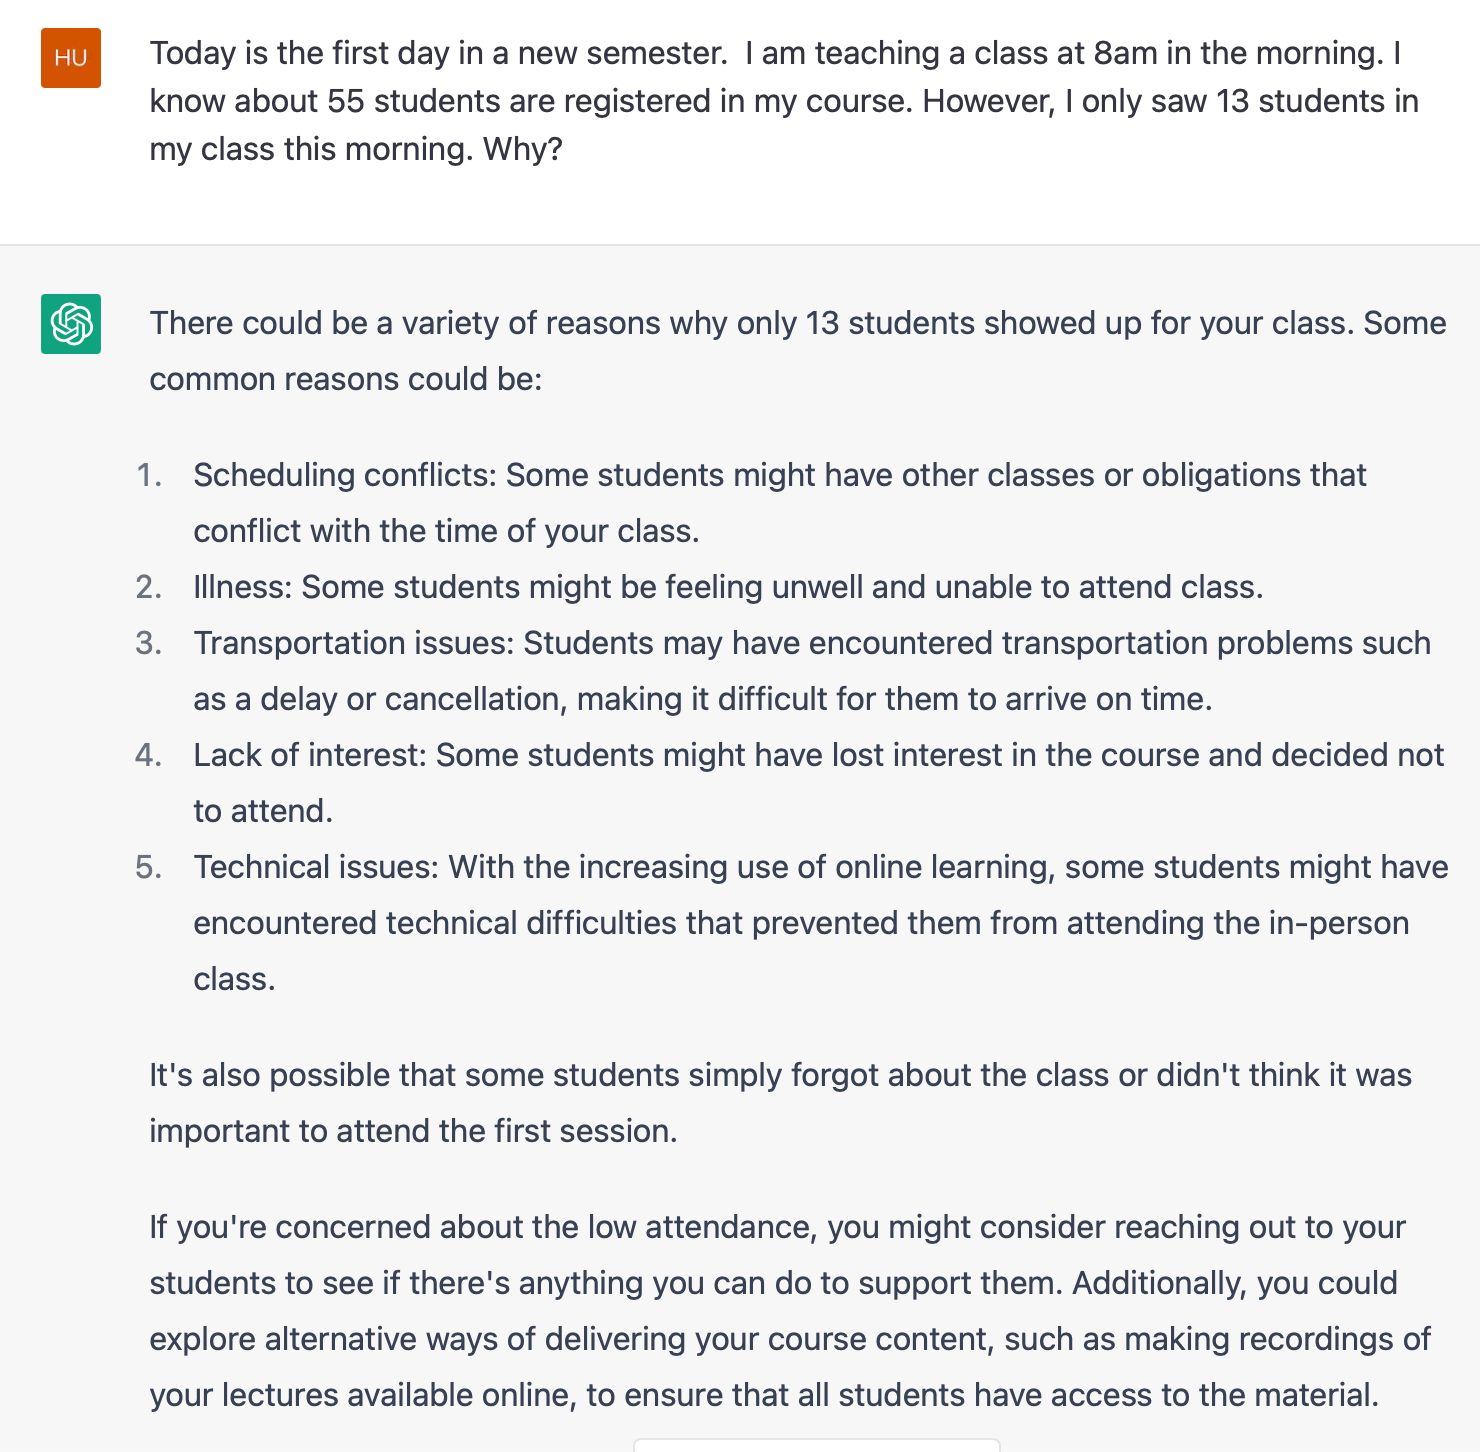 HU
Today is the first day in a new semester.  I am teaching a class at 8am in the morning. I
know about 55 students are registered in my course. However, I only saw 13 students in
my class this morning. Why?
There could be a variety of reasons why only 13 students showed up for your class. Some
common reasons could be:
1. Scheduling conflicts: Some students might have other classes or obligations that
conflict with the time of your class.
2. Illness: Some students might be feeling unwell and unable to attend class.
3. Transportation issues: Students may have encountered transportation problems such
as a delay or cancellation, making it difficult for them to arrive on time.
4. Lack of interest: Some students might have lost interest in the course and decided not
to attend.
5. Technical issues: With the increasing use of online learning, some students might have
encountered technical difficulties that prevented them from attending the in-person
class.
It's also possible that some students simply forgot about the class or didn't think it was
important to attend the first session.
If you're concerned about the low attendance, you might consider reaching out to your
students to see if there's anything you can do to support them. Additionally, you could
explore alternative ways of delivering your course content, such as making recordings of
your lectures available online, to ensure that all students have access to the material.